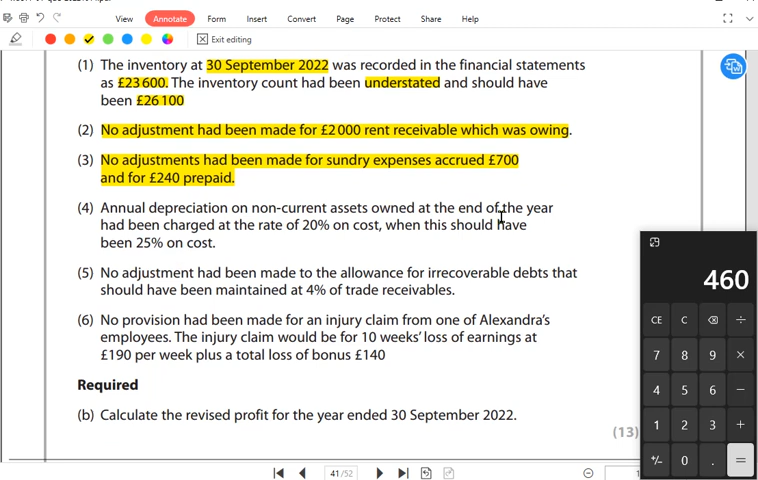 View Annotate Form Insert Convert Page Protect Share Help
Exit editing
(1) The inventory at 30 September 2022 was recorded in the financial statements
as £23 600. The inventory count had been understated and should have
been £26 100
(2) No adjustment had been made for £2 000 rent receivable which was owing.
(3) No adjustments had been made for sundry expenses accrued £700
and for £240 prepaid.
(4) Annual depreciation on non-current assets owned at the end of the year
had been charged at the rate of 20% on cost, when this should have
been 25% on cost.
(5) No adjustment had been made to the allowance for irrecoverable debts that
should have been maintained at 4% of trade receivables.
(6) No provision had been made for an injury claim from one of Alexandra's
employees. The injury claim would be for 10 weeks' loss of earnings at
£190 per week plus a total loss of bonus £140
Required
(b) Calculate the revised profit for the year ended 30 September 2022.
(13)
460
CE C ÷
7 8 9 ×
4 5 6 −
1 2 3 +
+/− 0 . =
41/52